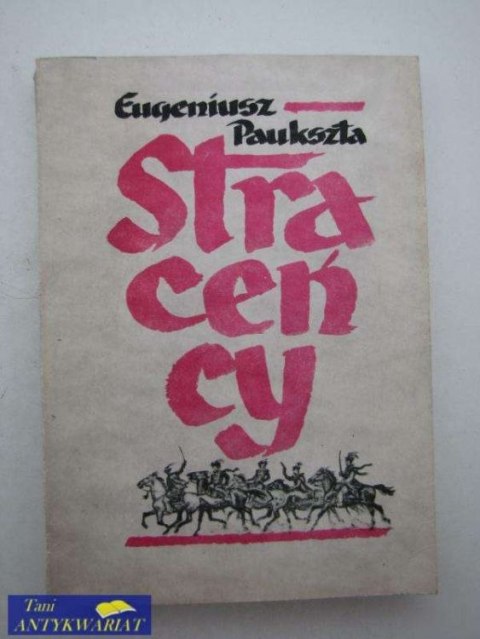 Eugeniusz
Paukszta
Stra
ceń
cy
Tani
ANTYKWARIAT